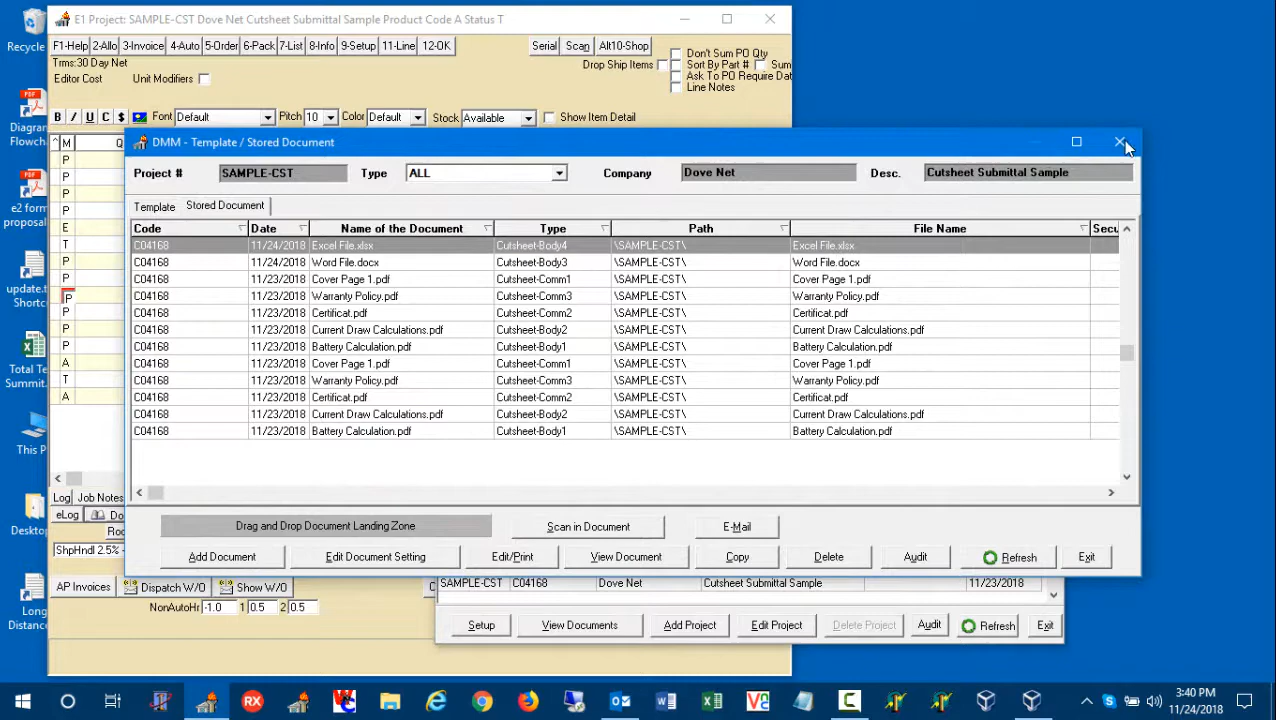 Recycle
Diagram
Flowch
e2 form
proposa
update.t
Shortc
Total Te
Summit.
This P
Deskto
Long
Distanc
E1 Project: SAMPLE-CST Dove Net Cutsheet Submittal Sample Product Code A Status T
F1-Help 2-Allo 3-Invoice 4-Auto 5-Order 6-Pack 7-List 8-Info 9-Setup 11-Line 12-OK Serial Scan Alt10-Shop
Don't Sum PO Qty
Trms:30 Day Net Drop Ship Items Sort By Part # Sum
Editor Cost Unit Modifiers Ask To PO Require Dat
Line Notes
B I U C $ Font Default Pitch 10 Color Default Stock Available Show Item Detail
^ M Q
P
P
P
P
E
T
P
P
P
P
P
P
A
T
A
DMM - Template / Stored Document
Project # SAMPLE-CST Type ALL Company Dove Net Desc. Cutsheet Submittal Sample
Template Stored Document
Code Date Name of the Document Type Path File Name Secu
C04168 11/24/2018 Excel File.xlsx Cutsheet-Body4 \SAMPLE-CST\ Excel File.xlsx
C04168 11/24/2018 Word File.docx Cutsheet-Body3 \SAMPLE-CST\ Word File.docx
C04168 11/23/2018 Cover Page 1.pdf Cutsheet-Comm1 \SAMPLE-CST\ Cover Page 1.pdf
C04168 11/23/2018 Warranty Policy.pdf Cutsheet-Comm3 \SAMPLE-CST\ Warranty Policy.pdf
C04168 11/23/2018 Certificat.pdf Cutsheet-Comm2 \SAMPLE-CST\ Certificat.pdf
C04168 11/23/2018 Current Draw Calculations.pdf Cutsheet-Body2 \SAMPLE-CST\ Current Draw Calculations.pdf
C04168 11/23/2018 Battery Calculation.pdf Cutsheet-Body1 \SAMPLE-CST\ Battery Calculation.pdf
C04168 11/23/2018 Cover Page 1.pdf Cutsheet-Comm1 \SAMPLE-CST\ Cover Page 1.pdf
C04168 11/23/2018 Warranty Policy.pdf Cutsheet-Comm3 \SAMPLE-CST\ Warranty Policy.pdf
C04168 11/23/2018 Certificat.pdf Cutsheet-Comm2 \SAMPLE-CST\ Certificat.pdf
C04168 11/23/2018 Current Draw Calculations.pdf Cutsheet-Body2 \SAMPLE-CST\ Current Draw Calculations.pdf
C04168 11/23/2018 Battery Calculation.pdf Cutsheet-Body1 \SAMPLE-CST\ Battery Calculation.pdf
Drag and Drop Document Landing Zone Scan in Document E-Mail
Add Document Edit Document Setting Edit/Print View Document Copy Delete Audit Refresh Exit
Log Job Notes
eLog Do
Roo
ShpHndl 2.5%
AP Invoices Dispatch W/O Show W/O C
NonAutoHr -1.0 1 0.5 2 0.5
SAMPLE-CST C04168 Dove Net Cutsheet Submittal Sample 11/23/2018
Setup View Documents Add Project Edit Project Delete Project Audit Refresh Exit
3:40 PM
11/24/2018